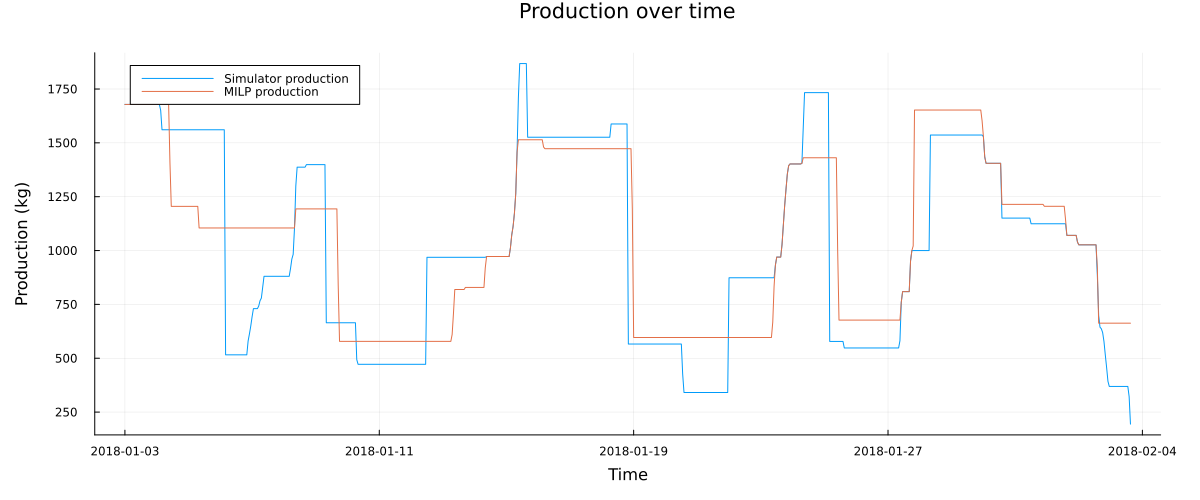 Production over time
Simulator production
MILP production
Production (kg)
1750
1500
1250
1000
750
500
250
2018-01-03
2018-01-11
2018-01-19
2018-01-27
2018-02-04
Time